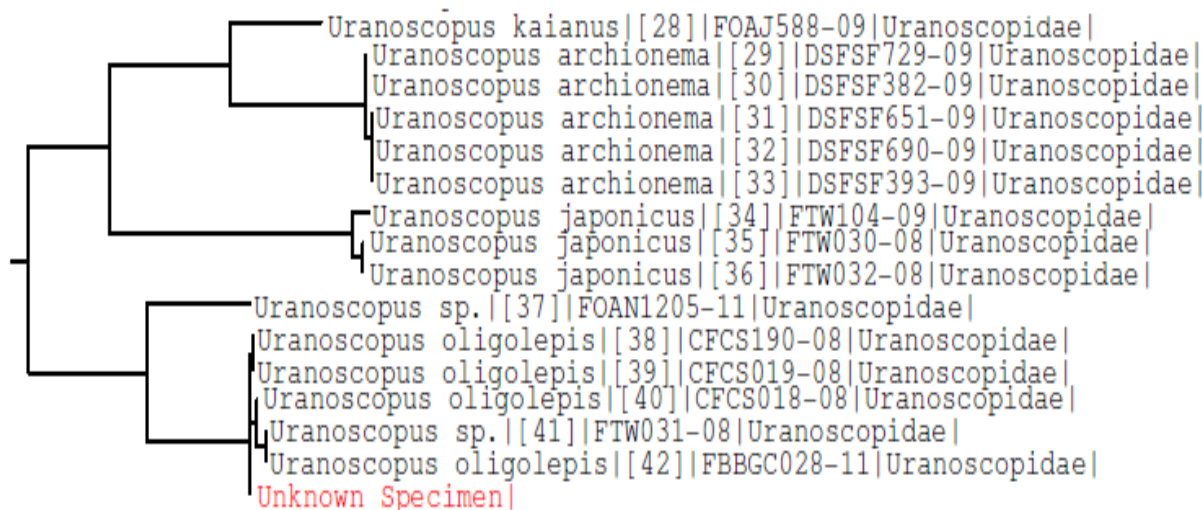 Uranoscopus kaianus|[28]|FOAJ588-09|Uranoscopidae|
Uranoscopus archionema|[29]|DSFSF729-09|Uranoscopidae|
Uranoscopus archionema|[30]|DSFSF382-09|Uranoscopidae|
Uranoscopus archionema|[31]|DSFSF651-09|Uranoscopidae|
Uranoscopus archionema|[32]|DSFSF690-09|Uranoscopidae|
Uranoscopus archionema|[33]|DSFSF393-09|Uranoscopidae|
Uranoscopus japonicus|[34]|FTW104-09|Uranoscopidae|
Uranoscopus japonicus|[35]|FTW030-08|Uranoscopidae|
Uranoscopus japonicus|[36]|FTW032-08|Uranoscopidae|
Uranoscopus sp.|[37]|FOAN1205-11|Uranoscopidae|
Uranoscopus oligolepis|[38]|CFCS190-08|Uranoscopidae|
Uranoscopus oligolepis|[39]|CFCS019-08|Uranoscopidae|
Uranoscopus oligolepis|[40]|CFCS018-08|Uranoscopidae|
Uranoscopus sp.|[41]|FTW031-08|Uranoscopidae|
Uranoscopus oligolepis|[42]|FBBGC028-11|Uranoscopidae|
Unknown Specimen|